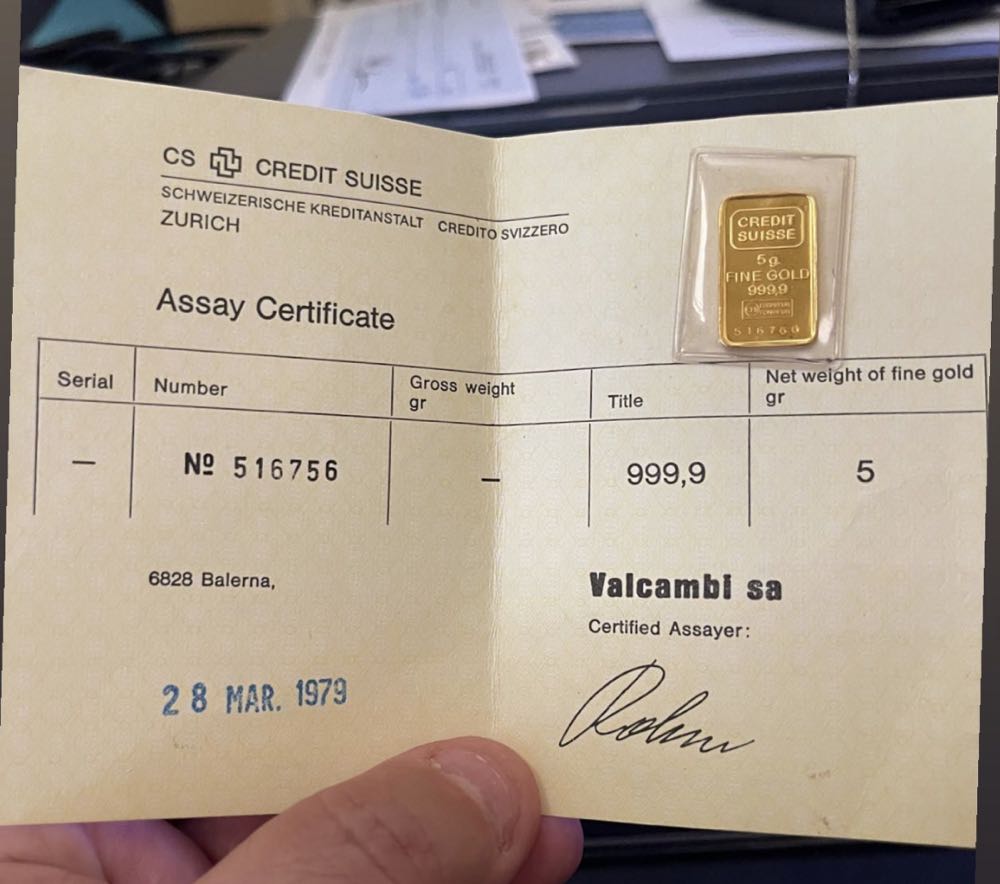 CS CREDIT SUISSE
SCHWEIZERISCHE KREDITANSTALT CREDITO SVIZZERO
ZURICH
CREDIT
SUISSE
5g.
FINE GOLD
999,9
Assay Certificate
Serial Number Gross weight gr Title Net weight of fine gold gr
— Nº 516756 — 999,9 5
6828 Balerna,
Valcambi sa
Certified Assayer:
28 MAR. 1979